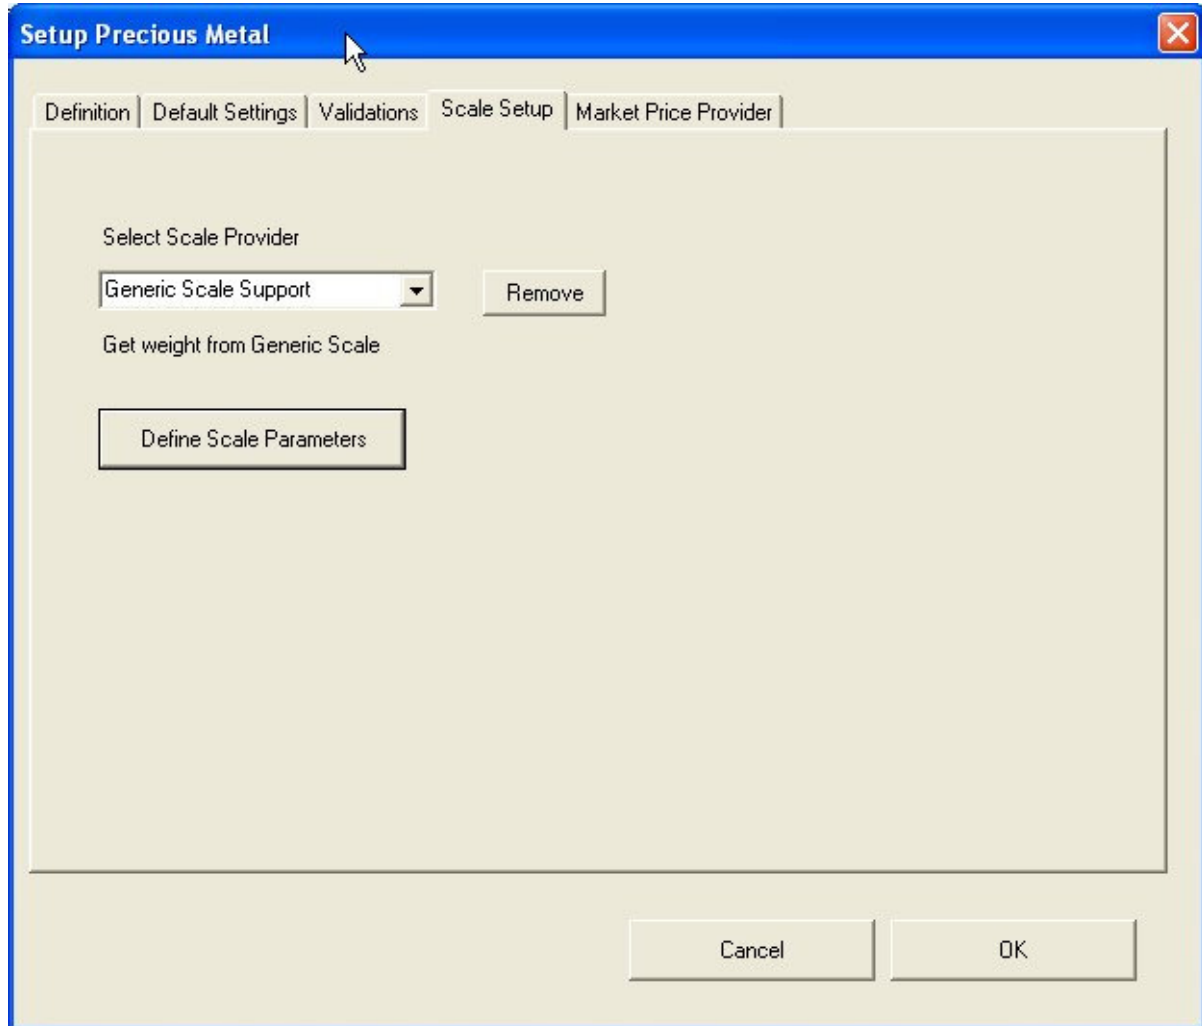 Setup Precious Metal
Definition Default Settings Validations Scale Setup Market Price Provider
Select Scale Provider
Generic Scale Support Remove
Get weight from Generic Scale
Define Scale Parameters
Cancel OK